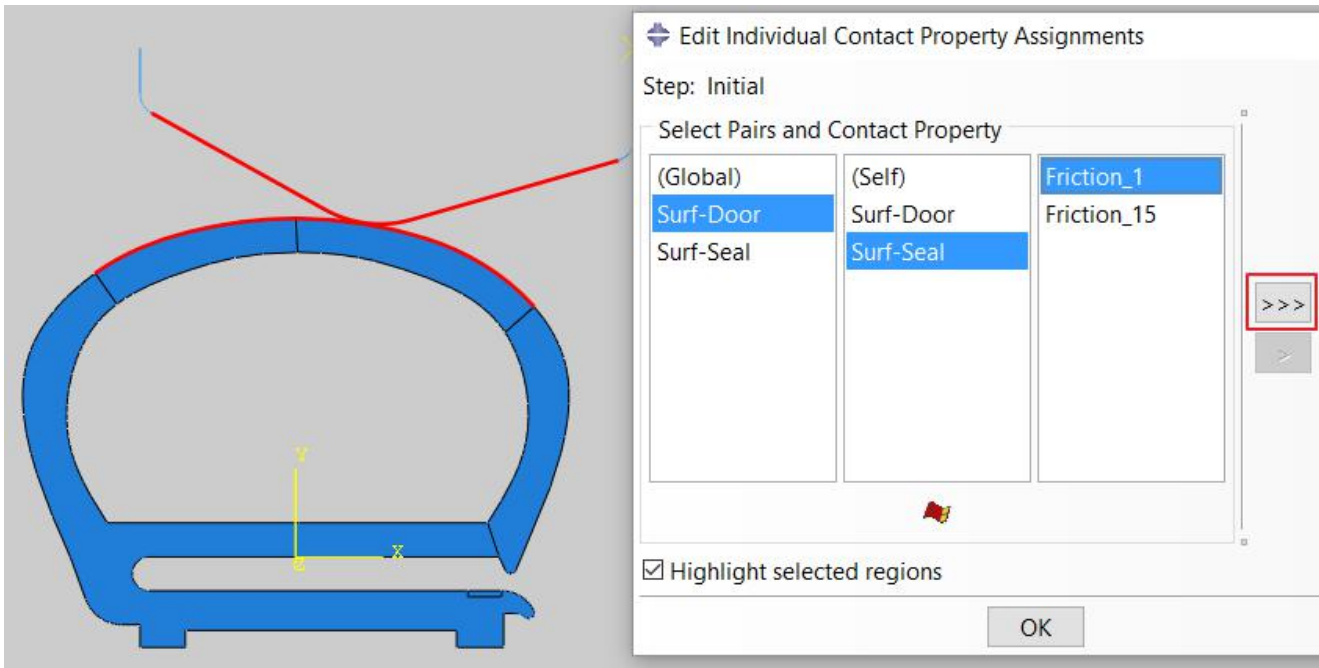 Edit Individual Contact Property Assignments
Step: Initial
Select Pairs and Contact Property
(Global) (Self) Friction_1
Surf-Door Surf-Door Friction_15
Surf-Seal Surf-Seal
>>>
>
Y
X
Highlight selected regions
OK